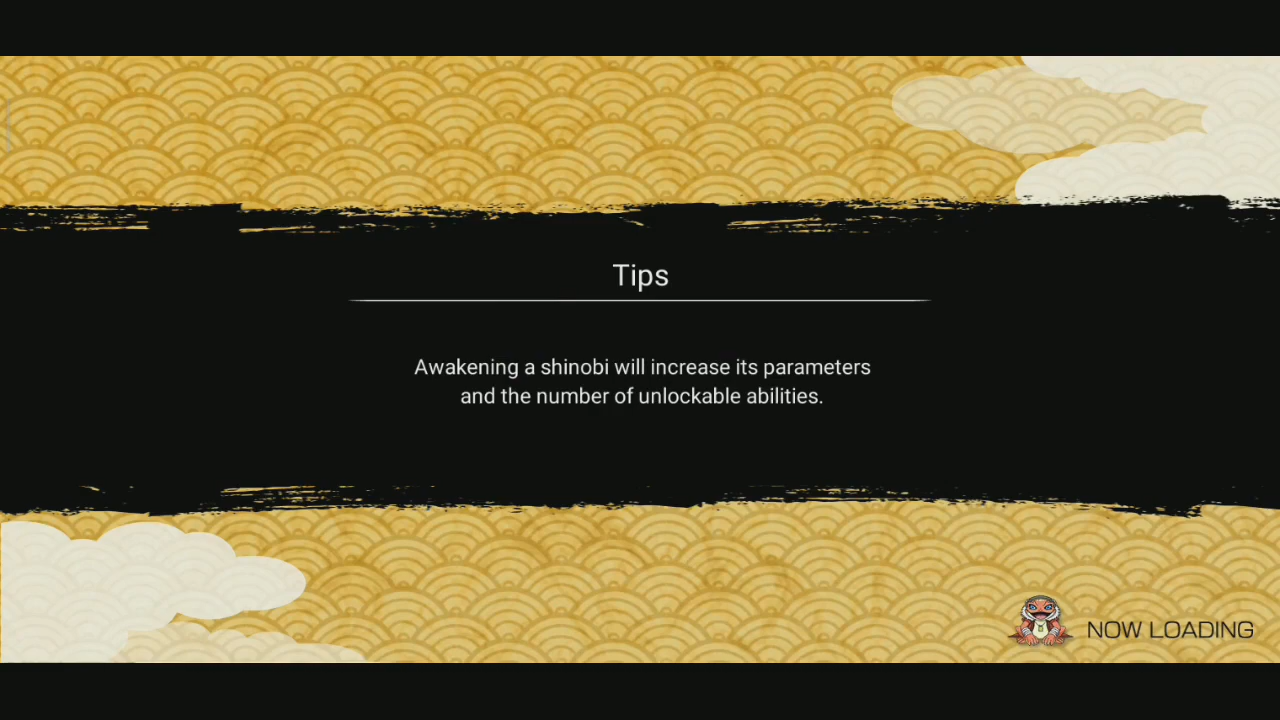 Tips
Awakening a shinobi will increase its parameters
and the number of unlockable abilities.
NOW LOADING